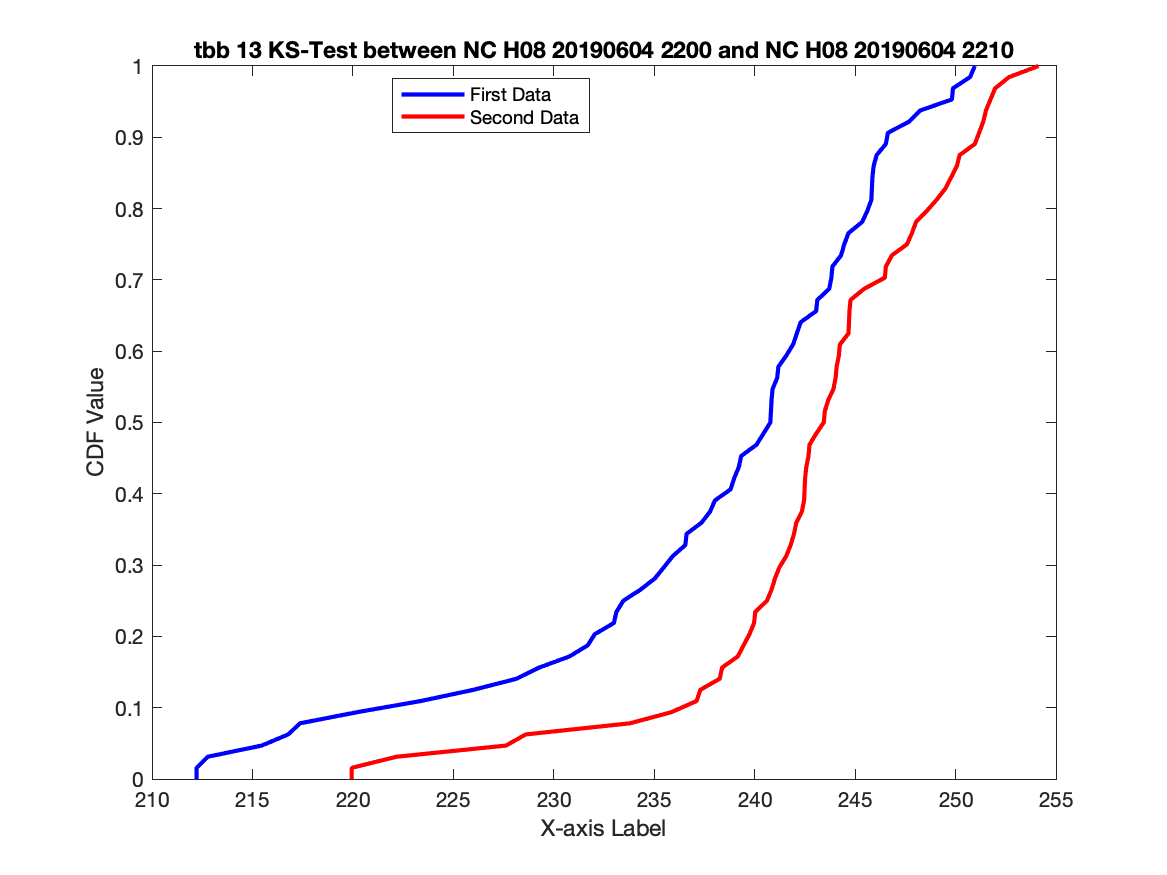 tbb 13 KS-Test between NC H08 20190604 2200 and NC H08 20190604 2210
First Data
Second Data
CDF Value
1
0.9
0.8
0.7
0.6
0.5
0.4
0.3
0.2
0.1
0
210 215 220 225 230 235 240 245 250 255
X-axis Label